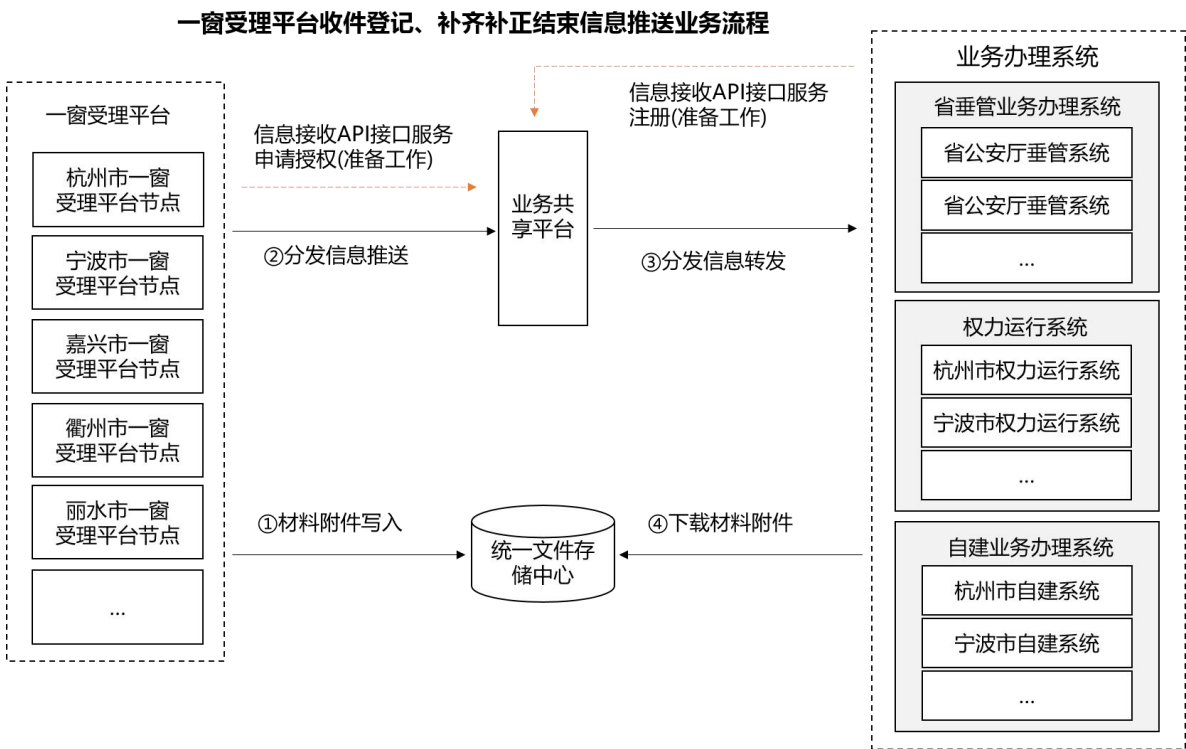 一窗受理平台收件登记、补齐补正结束信息推送业务流程
一窗受理平台
杭州市一窗
受理平台节点
宁波市一窗
受理平台节点
嘉兴市一窗
受理平台节点
衢州市一窗
受理平台节点
丽水市一窗
受理平台节点
...
信息接收API接口服务
申请授权(准备工作)
②分发信息推送
①材料附件写入
业务共
享平台
统一文件存
储中心
信息接收API接口服务
注册(准备工作)
③分发信息转发
④下载材料附件
业务办理系统
省垂管业务办理系统
省公安厅垂管系统
省公安厅垂管系统
...
权力运行系统
杭州市权力运行系统
宁波市权力运行系统
...
自建业务办理系统
杭州市自建系统
宁波市自建系统
...